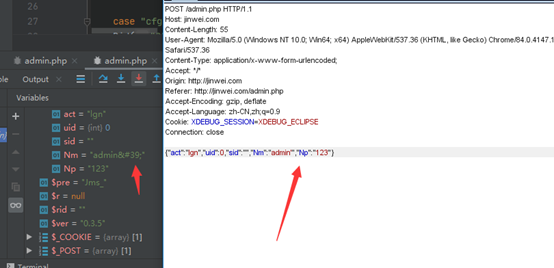 26
27
28
case "cfg
admin.php
admin.php
Debugger
Output
Variables
act = "lgn"
uid = {int} 0
sid = ""
Nm = "admin&#39;"
Np = "123"
$pre = "Jms_"
$r = null
$rid = ""
$ver = "0.3.5"
$_COOKIE = {array} [1]
$_POST = {array} [1]
Terminal
POST /admin.php HTTP/1.1
Host: jinwei.com
Content-Length: 55
User-Agent: Mozilla/5.0 (Windows NT 10.0; Win64; x64) AppleWebKit/537.36 (KHTML, like Gecko) Chrome/84.0.4147.1
Safari/537.36
Content-Type: application/x-www-form-urlencoded;
Accept: */*
Origin: http://jinwei.com
Referer: http://jinwei.com/admin.php
Accept-Encoding: gzip, deflate
Accept-Language: zh-CN,zh;q=0.9
Cookie: XDEBUG_SESSION=XDEBUG_ECLIPSE
Connection: close
{"act":"lgn","uid":0,"sid":"","Nm":"admin'","Np":"123"}